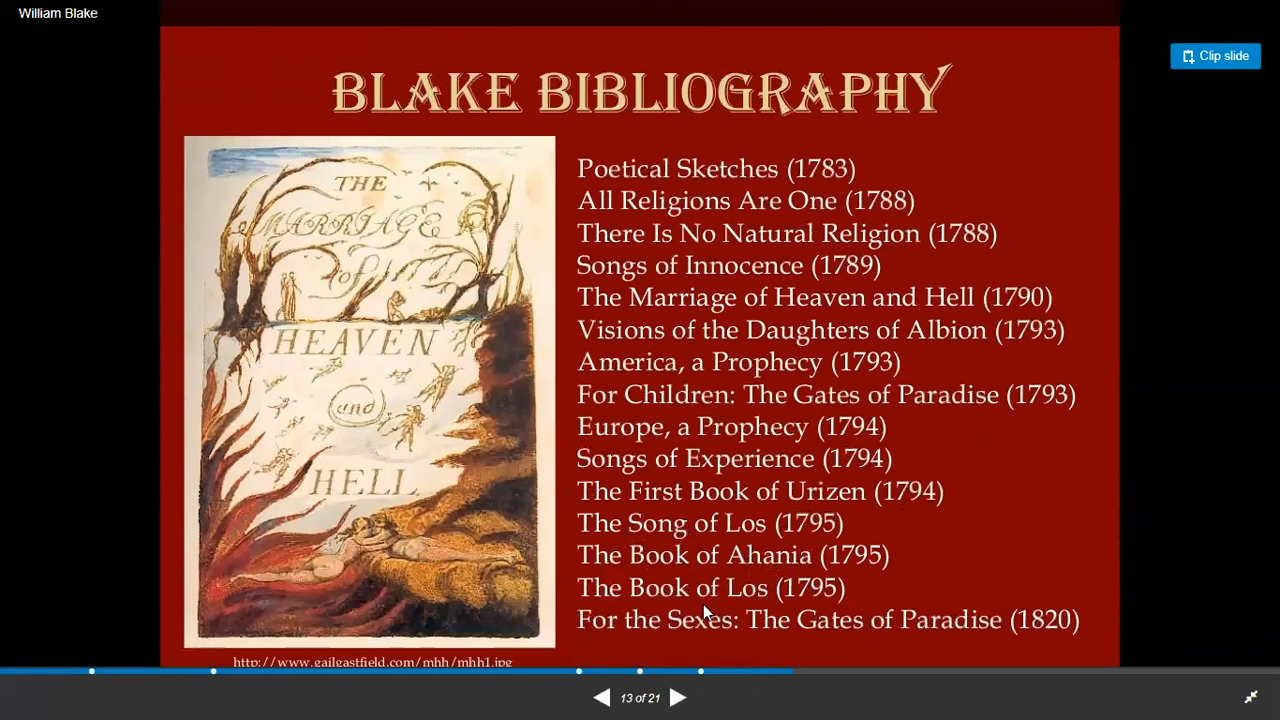 William Blake
Clip slide
BLAKE BIBLIOGRAPHY
THE
MARRIAGE
of
HEAVEN
and
HELL
Poetical Sketches (1783)
All Religions Are One (1788)
There Is No Natural Religion (1788)
Songs of Innocence (1789)
The Marriage of Heaven and Hell (1790)
Visions of the Daughters of Albion (1793)
America, a Prophecy (1793)
For Children: The Gates of Paradise (1793)
Europe, a Prophecy (1794)
Songs of Experience (1794)
The First Book of Urizen (1794)
The Song of Los (1795)
The Book of Ahania (1795)
The Book of Los (1795)
For the Sexes: The Gates of Paradise (1820)
http://www.gailgastfield.com/mhh/mhh1.jpg
13 of 21